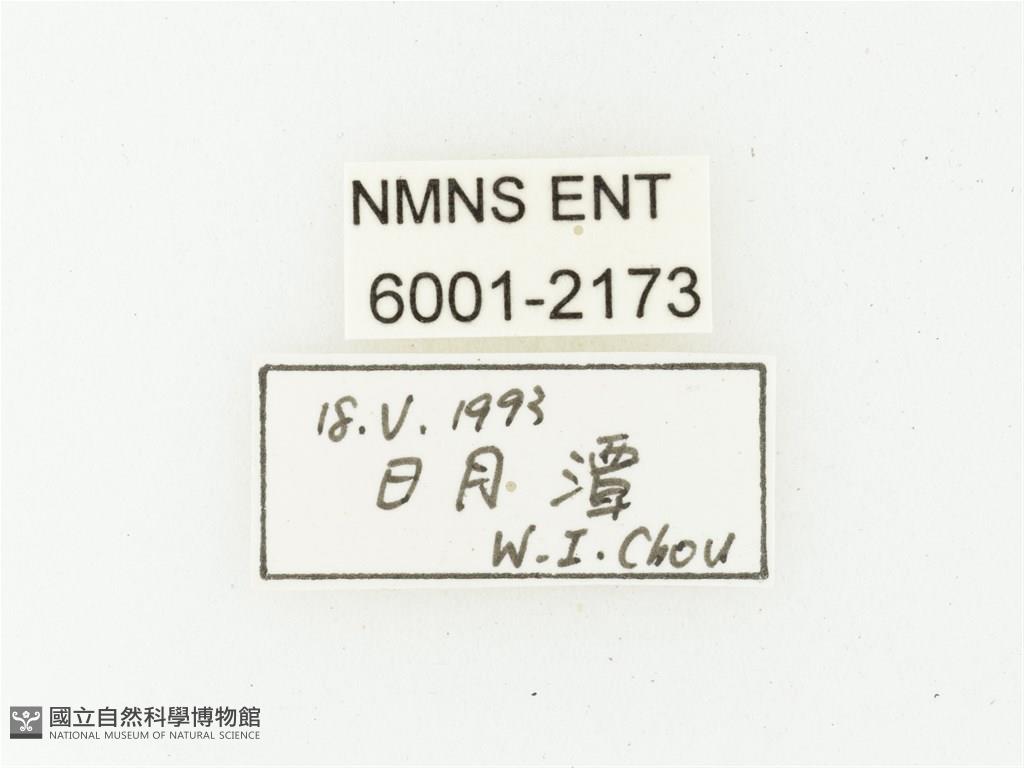 NMNS ENT
6001-2173
18.V.1993
日月潭
W-I.Chou
國立自然科學博物館
NATIONAL MUSEUM OF NATURAL SCIENCE